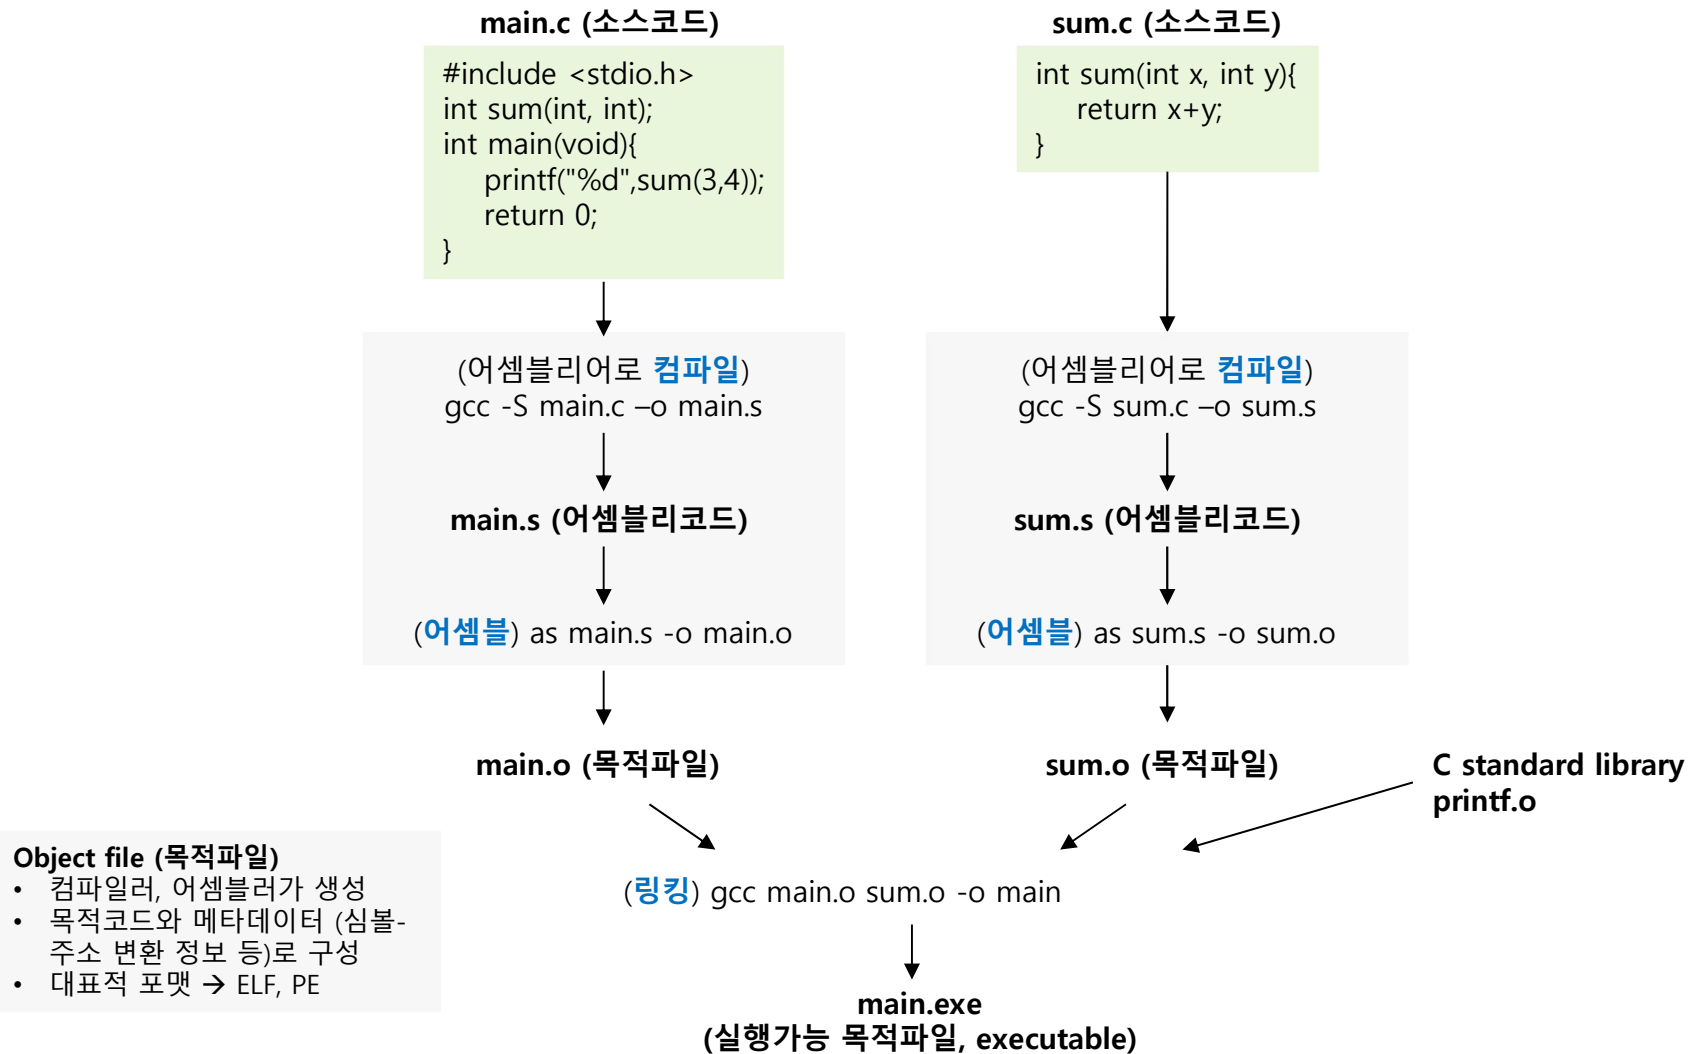 main.c (소스코드)
#include <stdio.h>
int sum(int, int);
int main(void){
printf("%d",sum(3,4));
return 0;
}
sum.c (소스코드)
int sum(int x, int y){
return x+y;
}
(어셈블리어로 컴파일)
gcc -S main.c –o main.s
main.s (어셈블리코드)
(어셈블) as main.s -o main.o
(어셈블리어로 컴파일)
gcc -S sum.c –o sum.s
sum.s (어셈블리코드)
(어셈블) as sum.s -o sum.o
main.o (목적파일)
sum.o (목적파일)
C standard library
printf.o
Object file (목적파일)
• 컴파일러, 어셈블러가 생성
• 목적코드와 메타데이터 (심볼-
주소 변환 정보 등)로 구성
• 대표적 포맷 → ELF, PE
(링킹) gcc main.o sum.o -o main
main.exe
(실행가능 목적파일, executable)